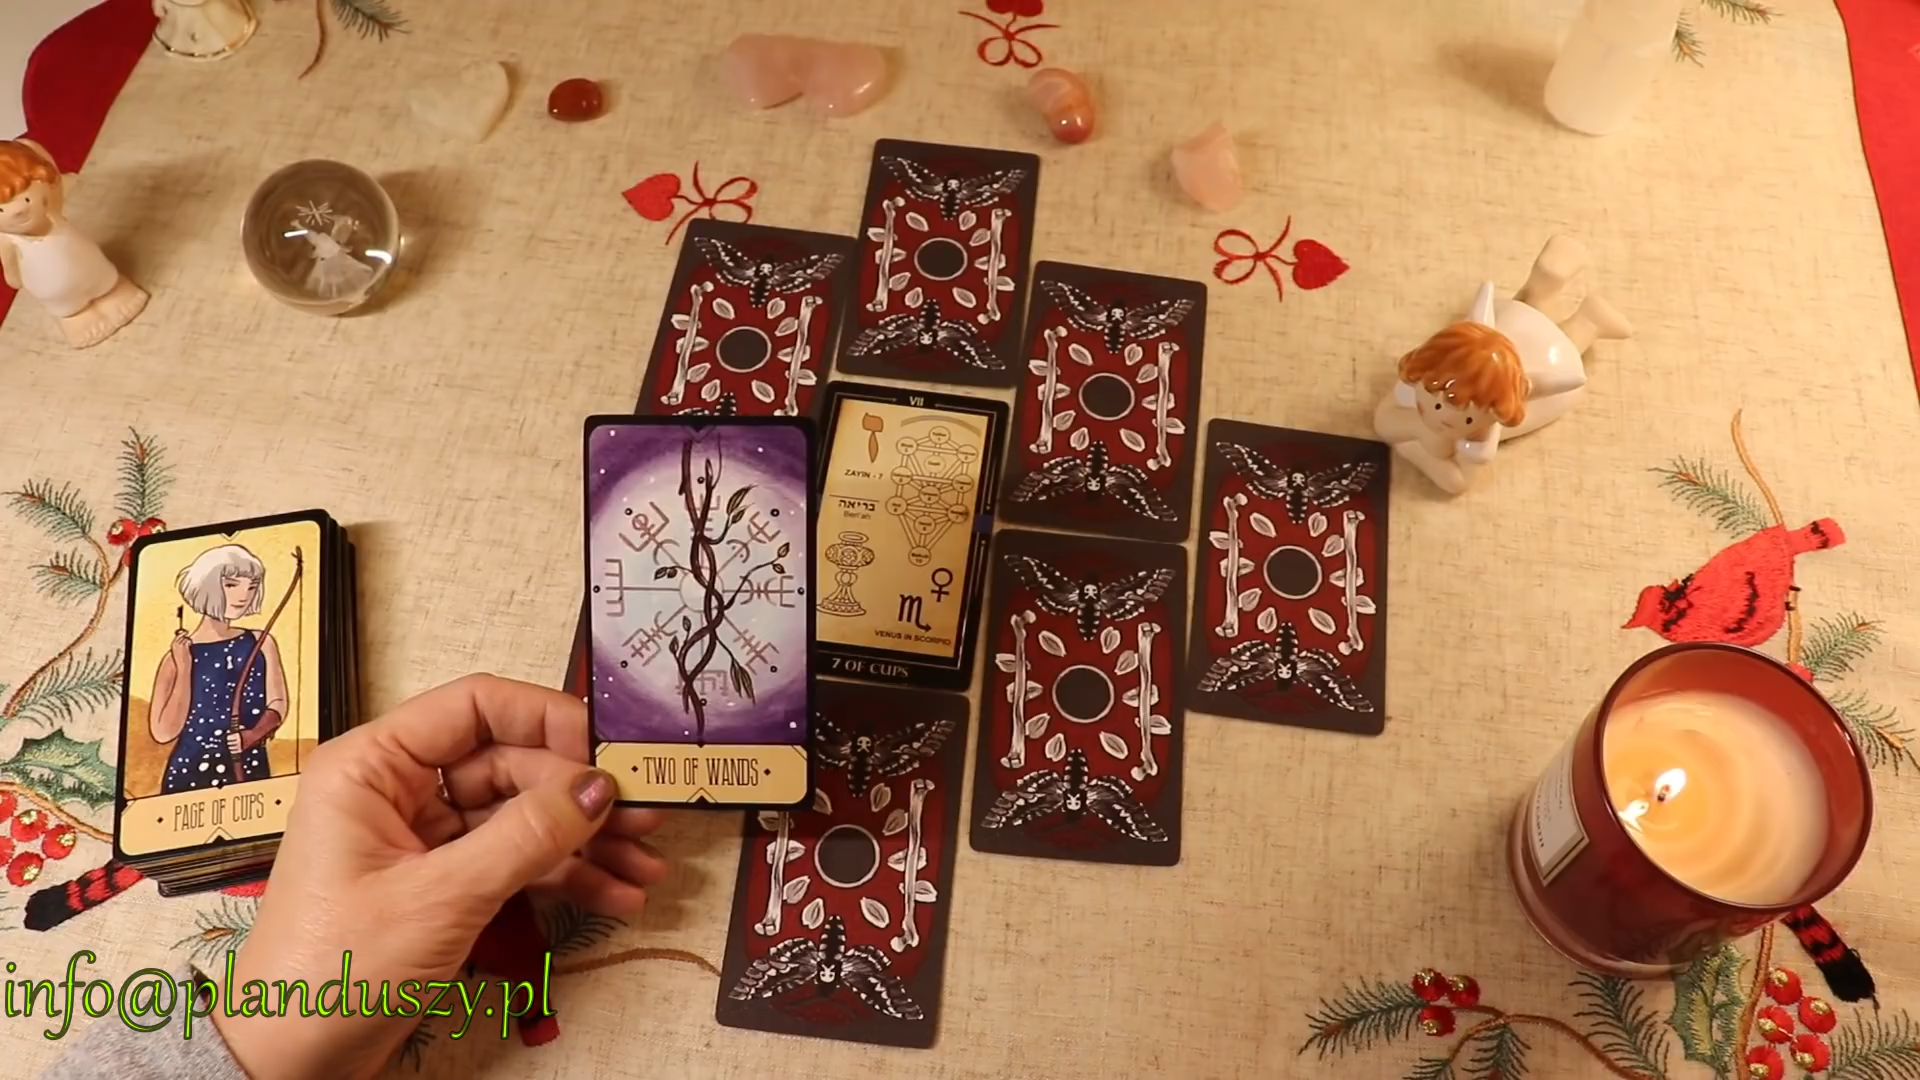 VII
ZAYIN - 7
בריאה
Beri'ah
VENUS IN SCORPIO
7 OF CUPS
TWO OF WANDS
PAGE OF CUPS
info@planduszy.pl